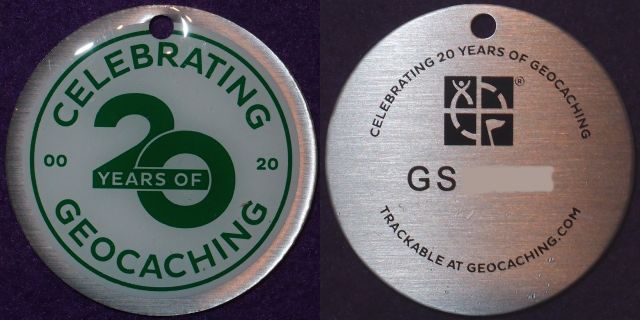 CELEBRATING
00
20
YEARS OF
20
GEOCACHING
CELEBRATING 20 YEARS OF GEOCACHING
®
GS
TRACKABLE AT GEOCACHING.COM